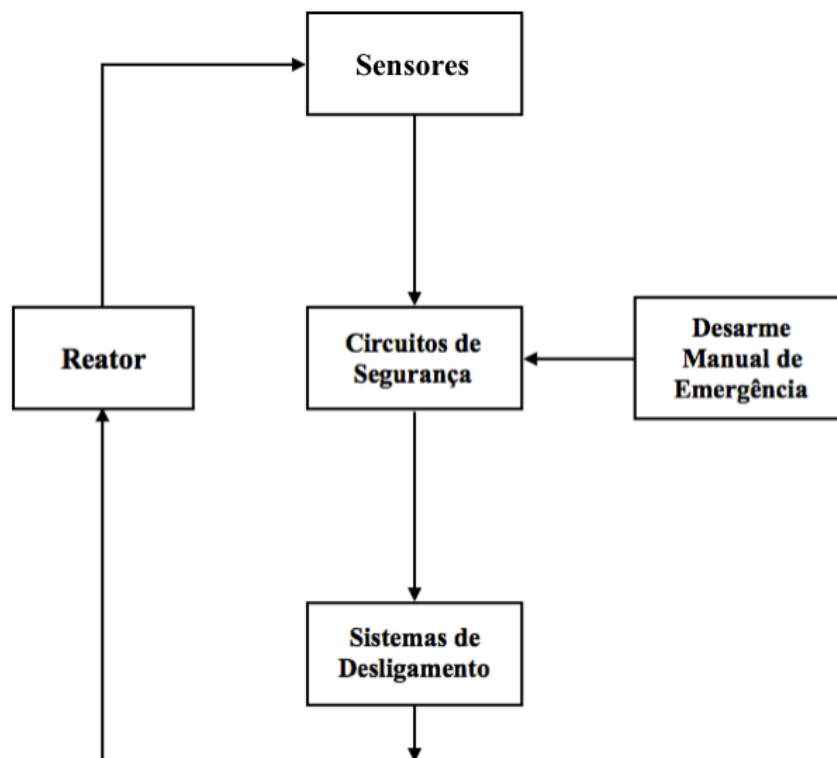 Sensores
Reator
Circuitos de
Segurança
Desarme
Manual de
Emergência
Sistemas de
Desligamento